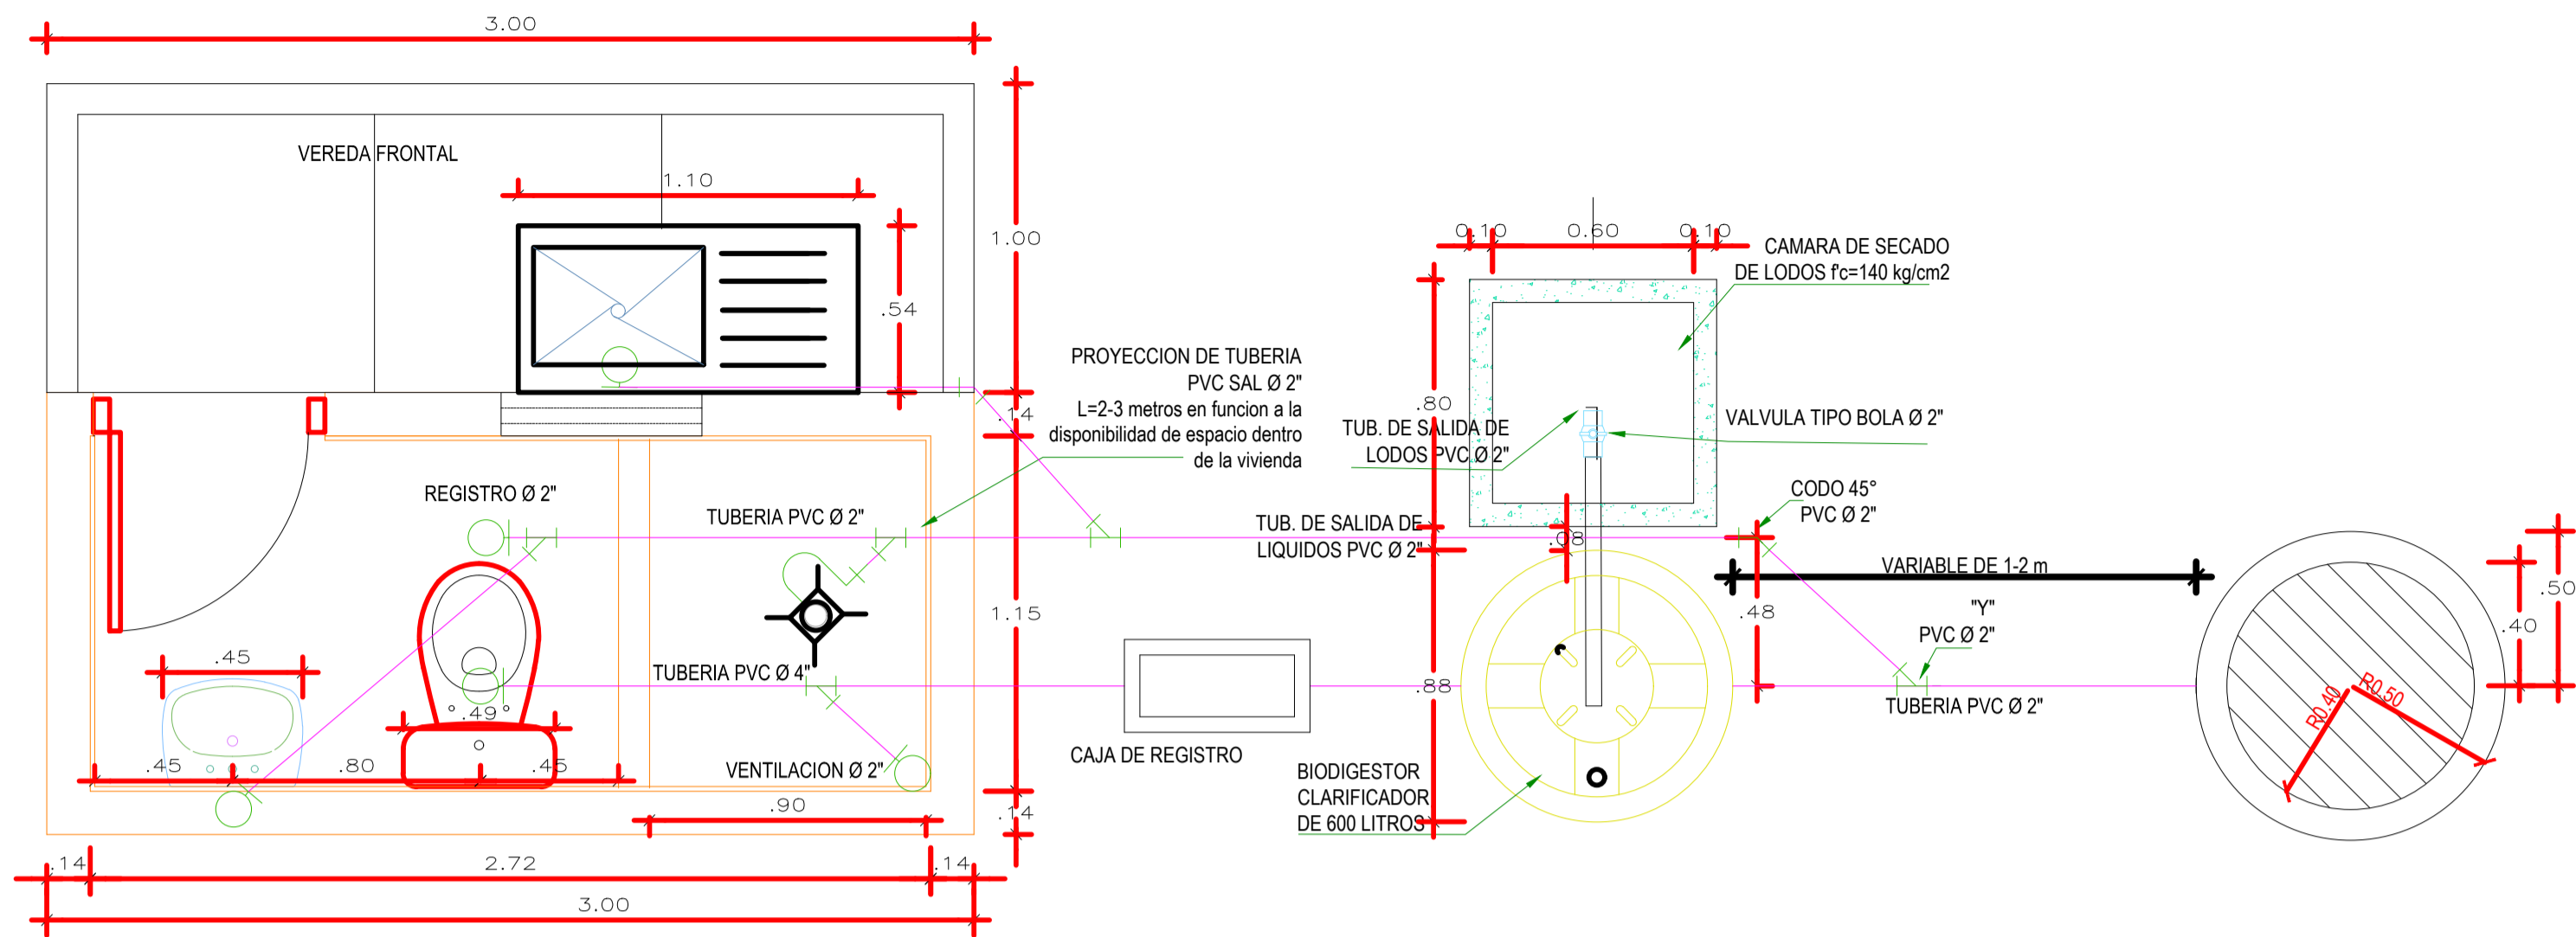 3.00
VEREDA FRONTAL
1.10
1.00
.54
.14
PROYECCION DE TUBERIA
PVC SAL Ø 2"
L=2-3 metros en funcion a la
disponibilidad de espacio dentro
de la vivienda
REGISTRO Ø 2"
TUBERIA PVC Ø 2"
1.15
.45
TUBERIA PVC Ø 4"
.49
.45
.80
.45
VENTILACION Ø 2"
.90
.14
.14
2.72
.14
3.00
CAJA DE REGISTRO
0.10
0.60
0.10
CAMARA DE SECADO
DE LODOS f'c=140 kg/cm2
.80
TUB. DE SALIDA DE
LODOS PVC Ø 2"
VALVULA TIPO BOLA Ø 2"
CODO 45°
PVC Ø 2"
TUB. DE SALIDA DE
LIQUIDOS PVC Ø 2"
.08
VARIABLE DE 1-2 m
.48
"Y"
PVC Ø 2"
TUBERIA PVC Ø 2"
.88
BIODIGESTOR
CLARIFICADOR
DE 600 LITROS
.50
.40
R0.40
R0.50